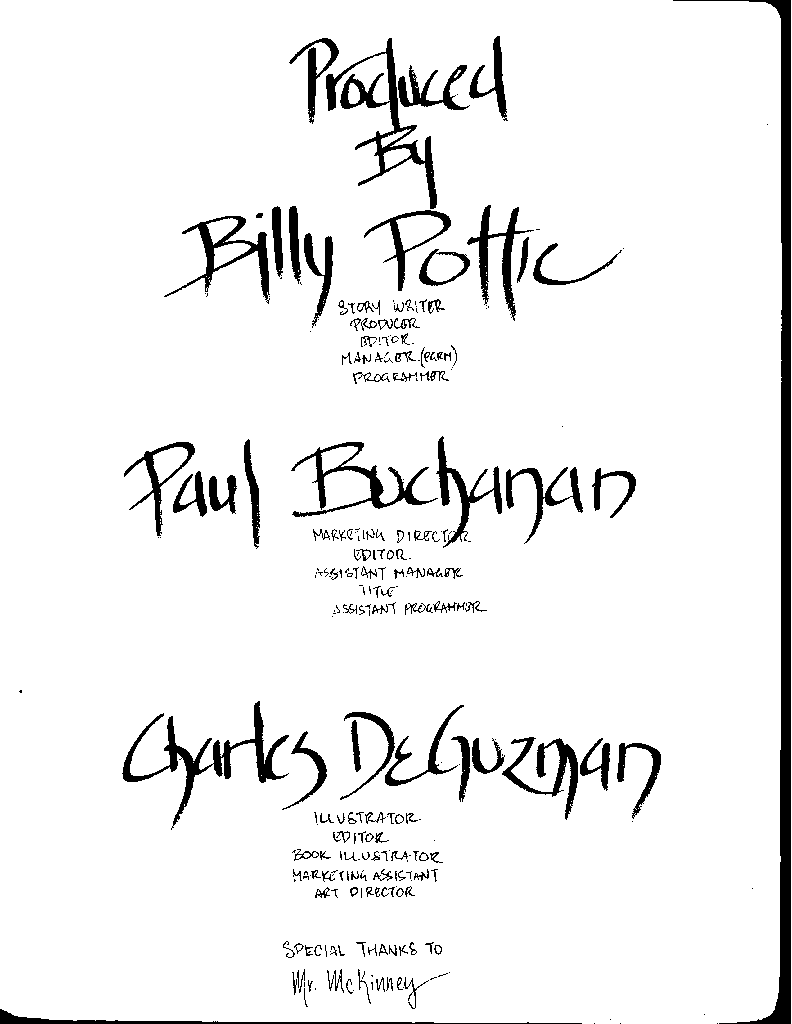 Produced
By
Billy Pottic
STORY WRITER
PRODUCER
EDITOR.
MANAGER.(PGRM)
PROGRAMMER
Paul Buchanan
MARKETING DIRECTOR
EDITOR.
ASSISTANT MANAGER
TITLE
ASSISTANT PROGRAMMER
Charles DeGuzman
ILLUSTRATOR.
EDITOR
BOOK ILLUSTRATOR
MARKETING ASSISTANT
ART DIRECTOR
SPECIAL THANKS TO
Mr. McKinney